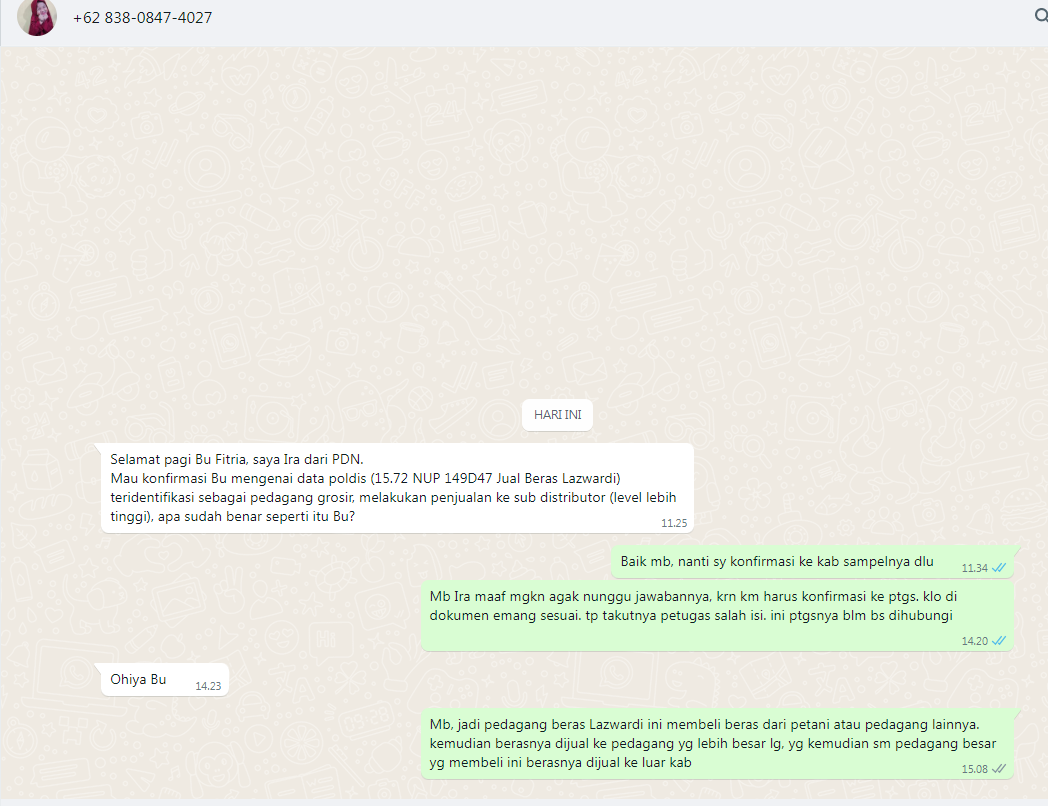 +62 838-0847-4027
HARI INI
Selamat pagi Bu Fitria, saya Ira dari PDN.
Mau konfirmasi Bu mengenai data poldis (15.72 NUP 149D47 Jual Beras Lazwardi)
teridentifikasi sebagai pedagang grosir, melakukan penjualan ke sub distributor (level lebih
tinggi), apa sudah benar seperti itu Bu?
11.25
Baik mb, nanti sy konfirmasi ke kab sampelnya dlu
11.34
Mb Ira maaf mgkn agak nunggu jawabannya, krn km harus konfirmasi ke ptgs. klo di
dokumen emang sesuai. tp takutnya petugas salah isi. ini ptgsnya blm bs dihubungi
14.20
Ohiya Bu
14.23
Mb, jadi pedagang beras Lazwardi ini membeli beras dari petani atau pedagang lainnya.
kemudian berasnya dijual ke pedagang yg lebih besar lg, yg kemudian sm pedagang besar
yg membeli ini berasnya dijual ke luar kab
15.08